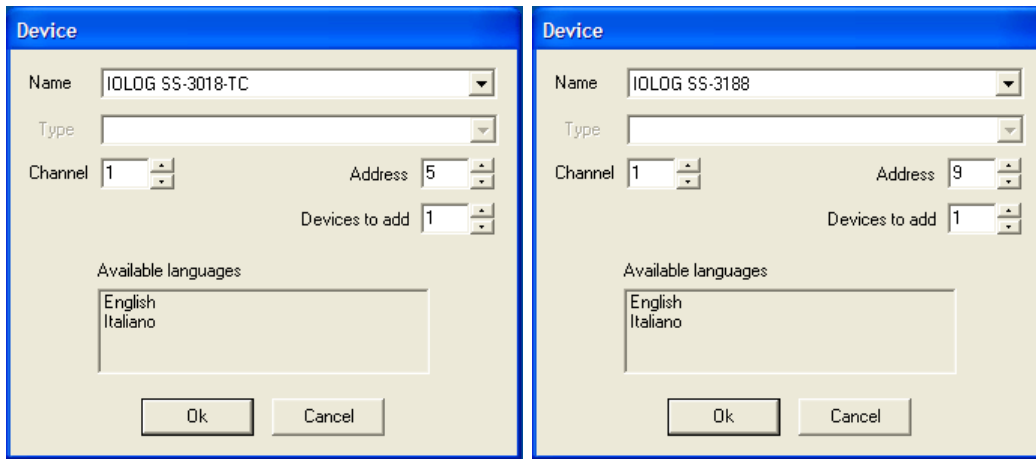 Device
Name IOLOG SS-3018-TC
Type
Channel 1 Address 5
Devices to add 1
Available languages
English
Italiano
Ok Cancel
Device
Name IOLOG SS-3188
Type
Channel 1 Address 9
Devices to add 1
Available languages
English
Italiano
Ok Cancel